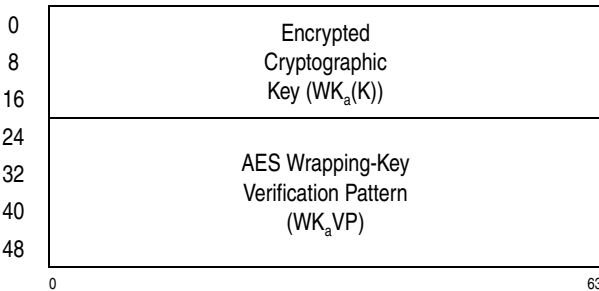 0
8
16
24
32
40
48
Encrypted
Cryptographic
Key (WKa(K))
AES Wrapping-Key
Verification Pattern
(WKaVP)
0 63